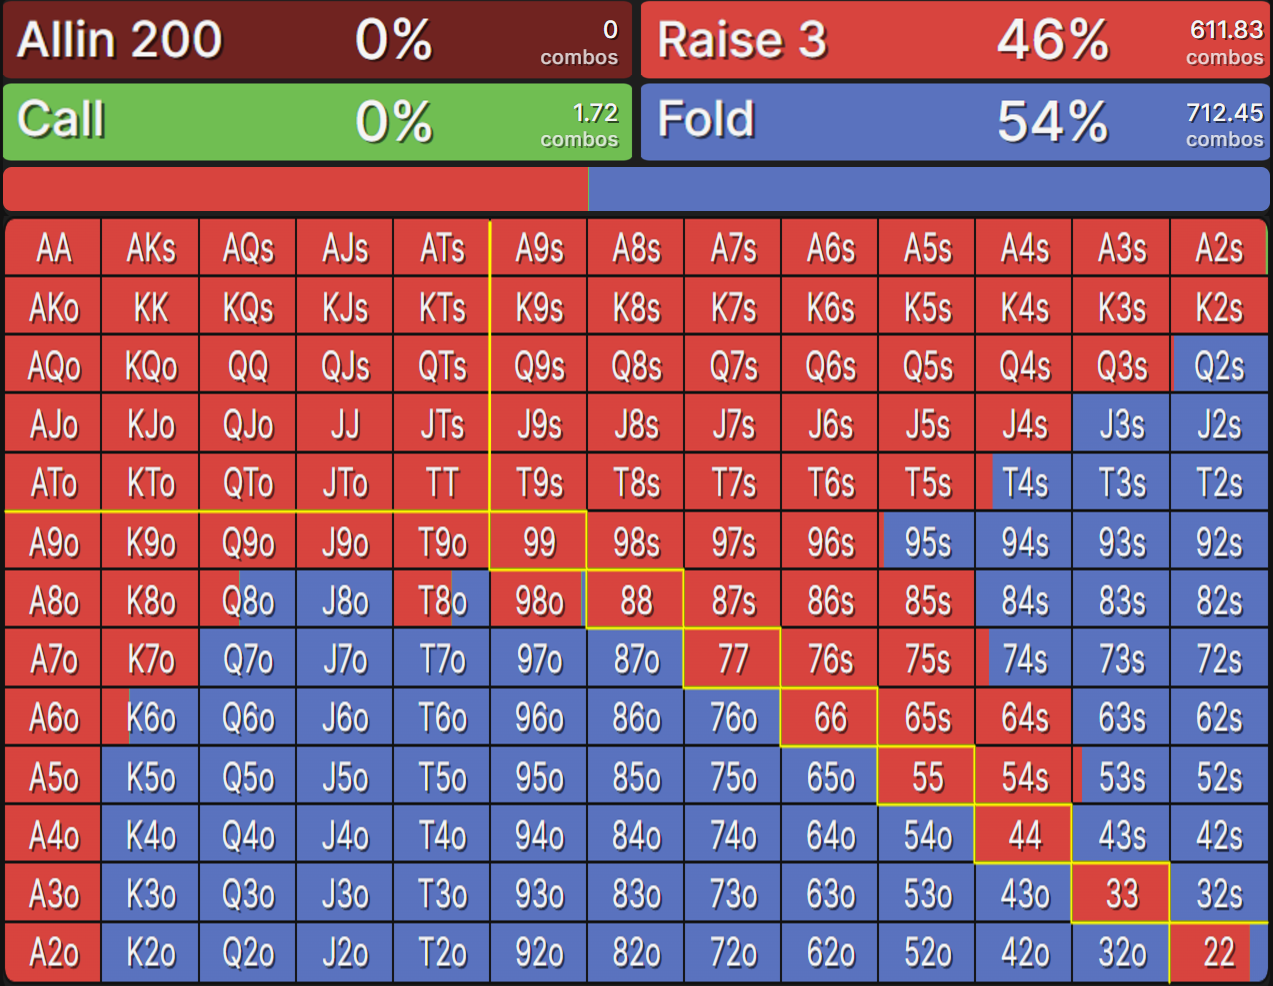 Allin 200 0% 0 combos
Raise 3 46% 611.83 combos
Call 0% 1.72 combos
Fold 54% 712.45 combos
AA AKs AQs AJs ATs A9s A8s A7s A6s A5s A4s A3s A2s
AKo KK KQs KJs KTs K9s K8s K7s K6s K5s K4s K3s K2s
AQo KQo QQ QJs QTs Q9s Q8s Q7s Q6s Q5s Q4s Q3s Q2s
AJo KJo QJo JJ JTs J9s J8s J7s J6s J5s J4s J3s J2s
ATo KTo QTo JTo TT T9s T8s T7s T6s T5s T4s T3s T2s
A9o K9o Q9o J9o T9o 99 98s 97s 96s 95s 94s 93s 92s
A8o K8o Q8o J8o T8o 98o 88 87s 86s 85s 84s 83s 82s
A7o K7o Q7o J7o T7o 97o 87o 77 76s 75s 74s 73s 72s
A6o K6o Q6o J6o T6o 96o 86o 76o 66 65s 64s 63s 62s
A5o K5o Q5o J5o T5o 95o 85o 75o 65o 55 54s 53s 52s
A4o K4o Q4o J4o T4o 94o 84o 74o 64o 54o 44 43s 42s
A3o K3o Q3o J3o T3o 93o 83o 73o 63o 53o 43o 33 32s
A2o K2o Q2o J2o T2o 92o 82o 72o 62o 52o 42o 32o 22